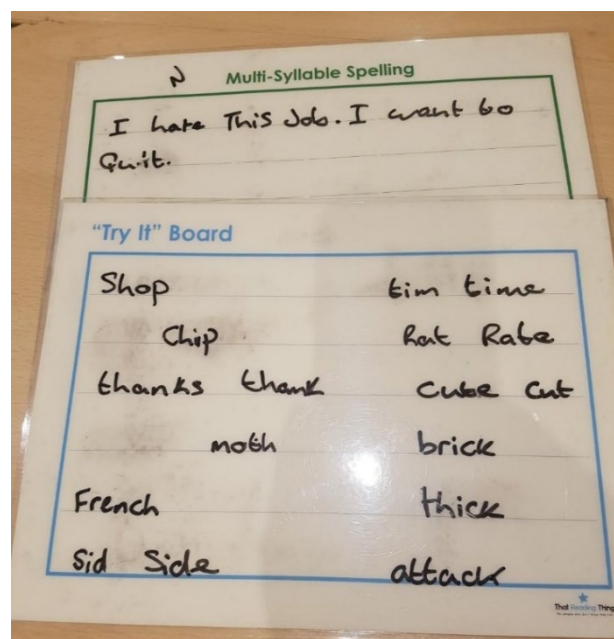 N
Multi-Syllable Spelling
I hate This Job. I want to
Quit.
"Try It" Board
Shop tim time
Chip Rat Rate
thanks thank Cute Cut
moth brick
French thick
Sid Side attack
That Reading Thing